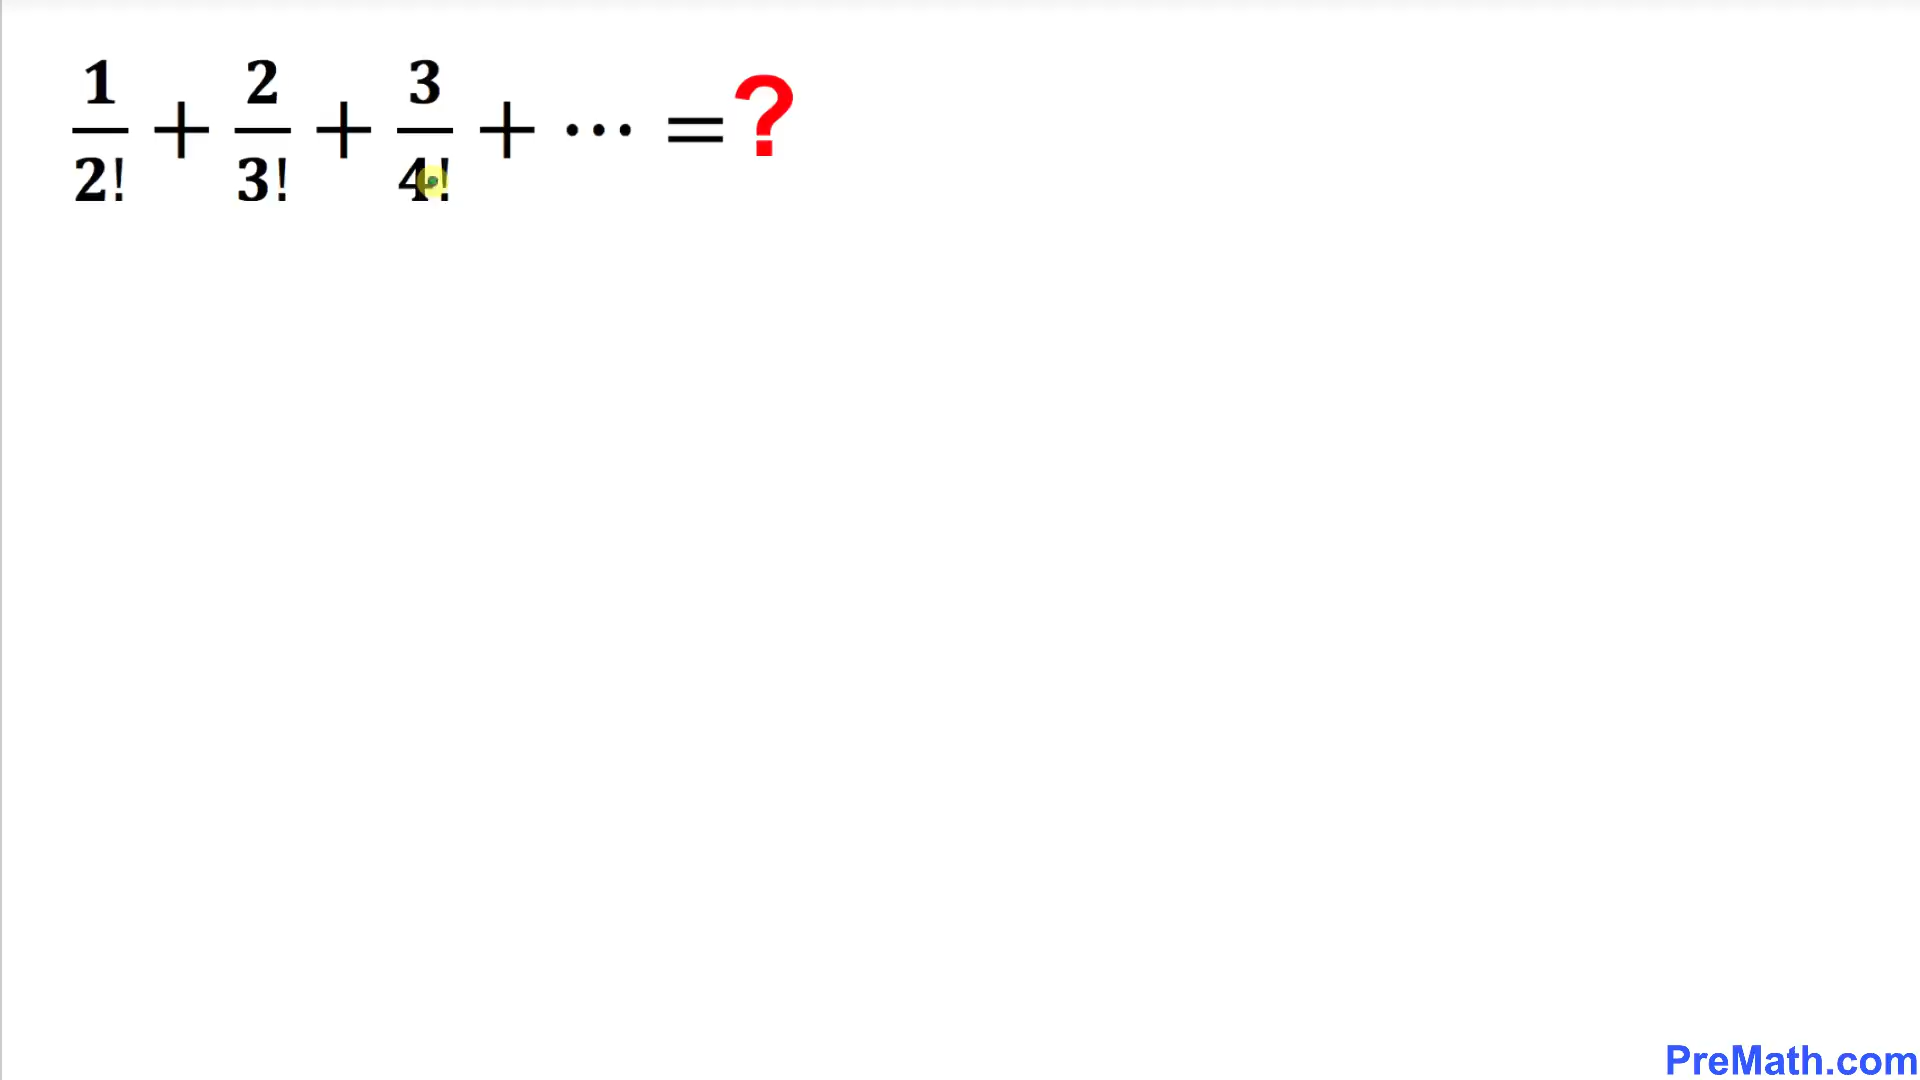 1/2! + 2/3! + 3/4! + ⋯ = ?
PreMath.com